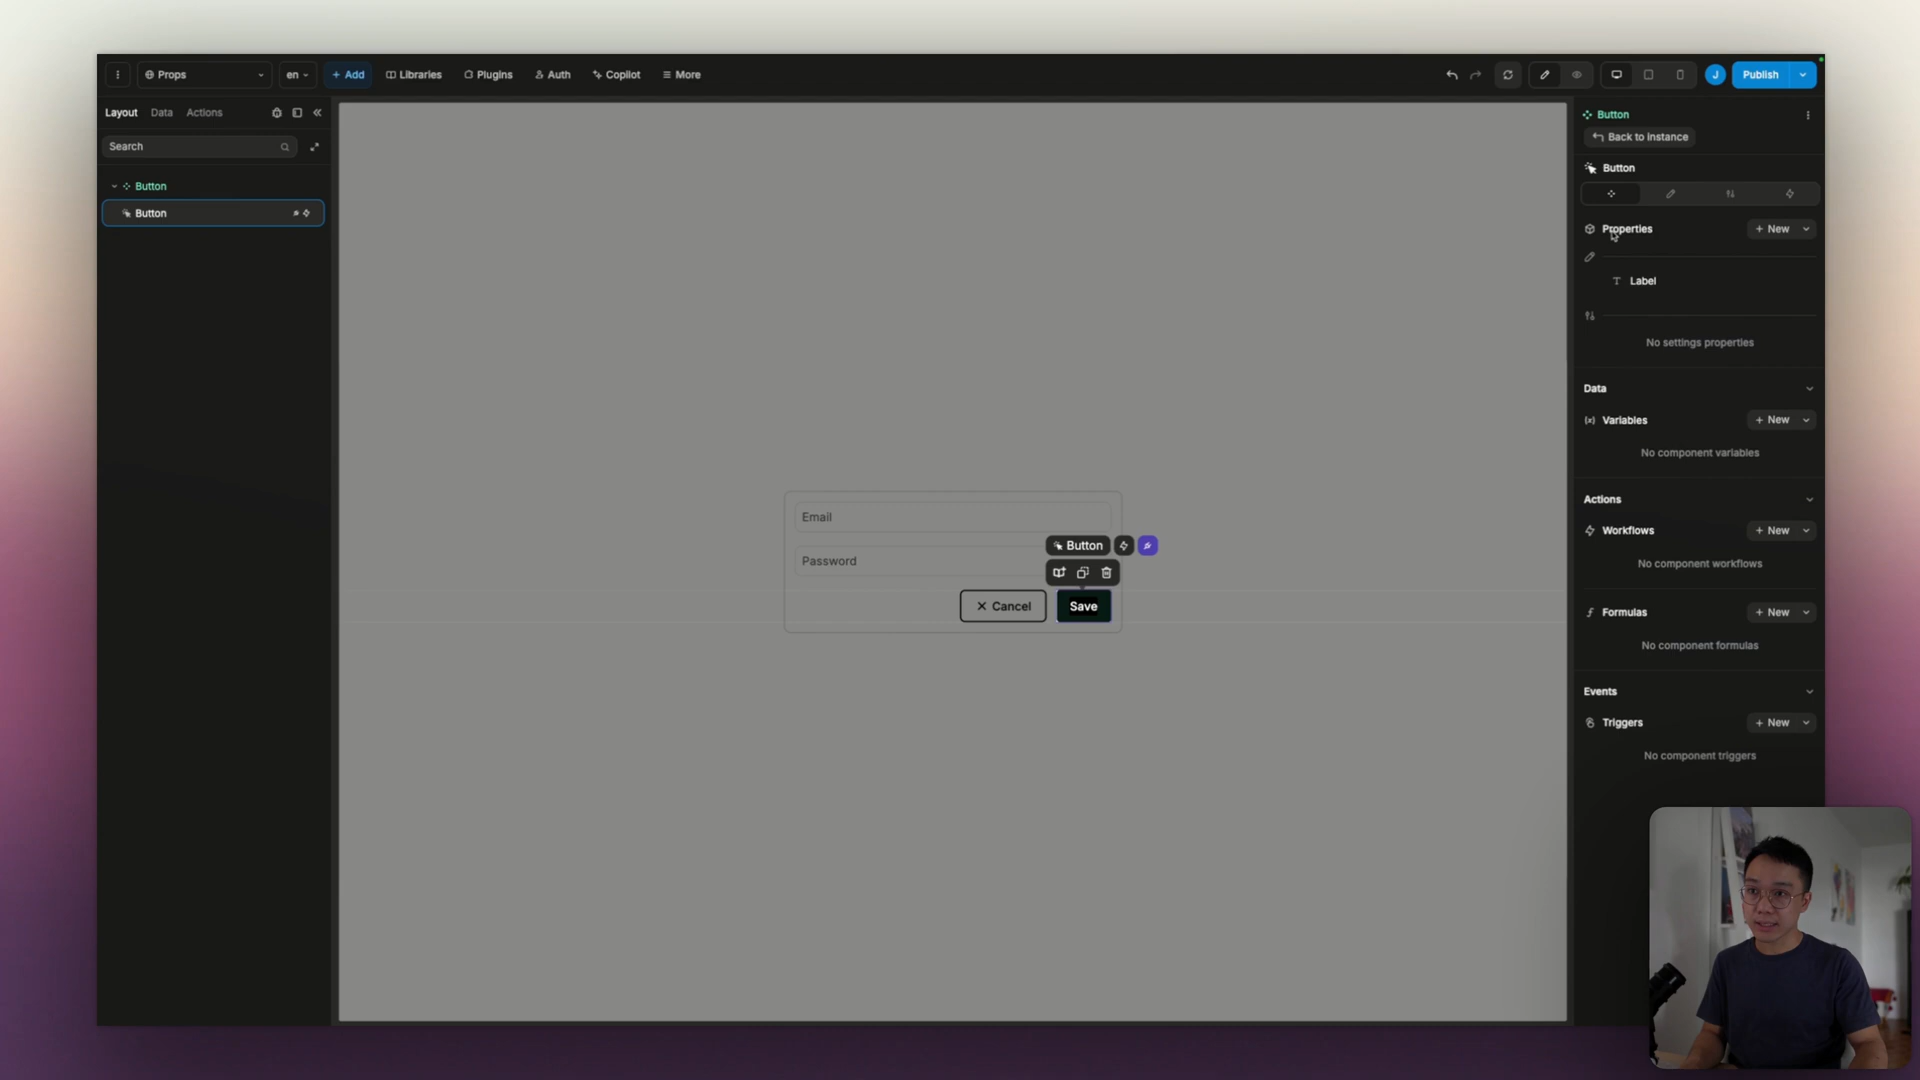 Props
en
+ Add
Libraries
Plugins
Auth
Copilot
More
J
Publish
Layout
Data
Actions
Search
Button
Button
Email
Password
Button
Cancel
Save
Button
Back to instance
Button
Properties
+ New
Label
No settings properties
Data
Variables
+ New
No component variables
Actions
Workflows
+ New
No component workflows
Formulas
+ New
No component formulas
Events
Triggers
+ New
No component triggers